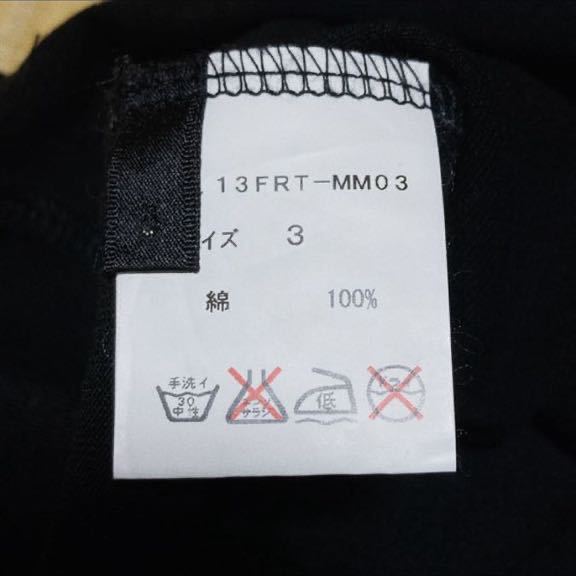 13FRT-MM03
イズ 3
綿 100%
手洗イ
30
中性
エンソ
サラシ
低